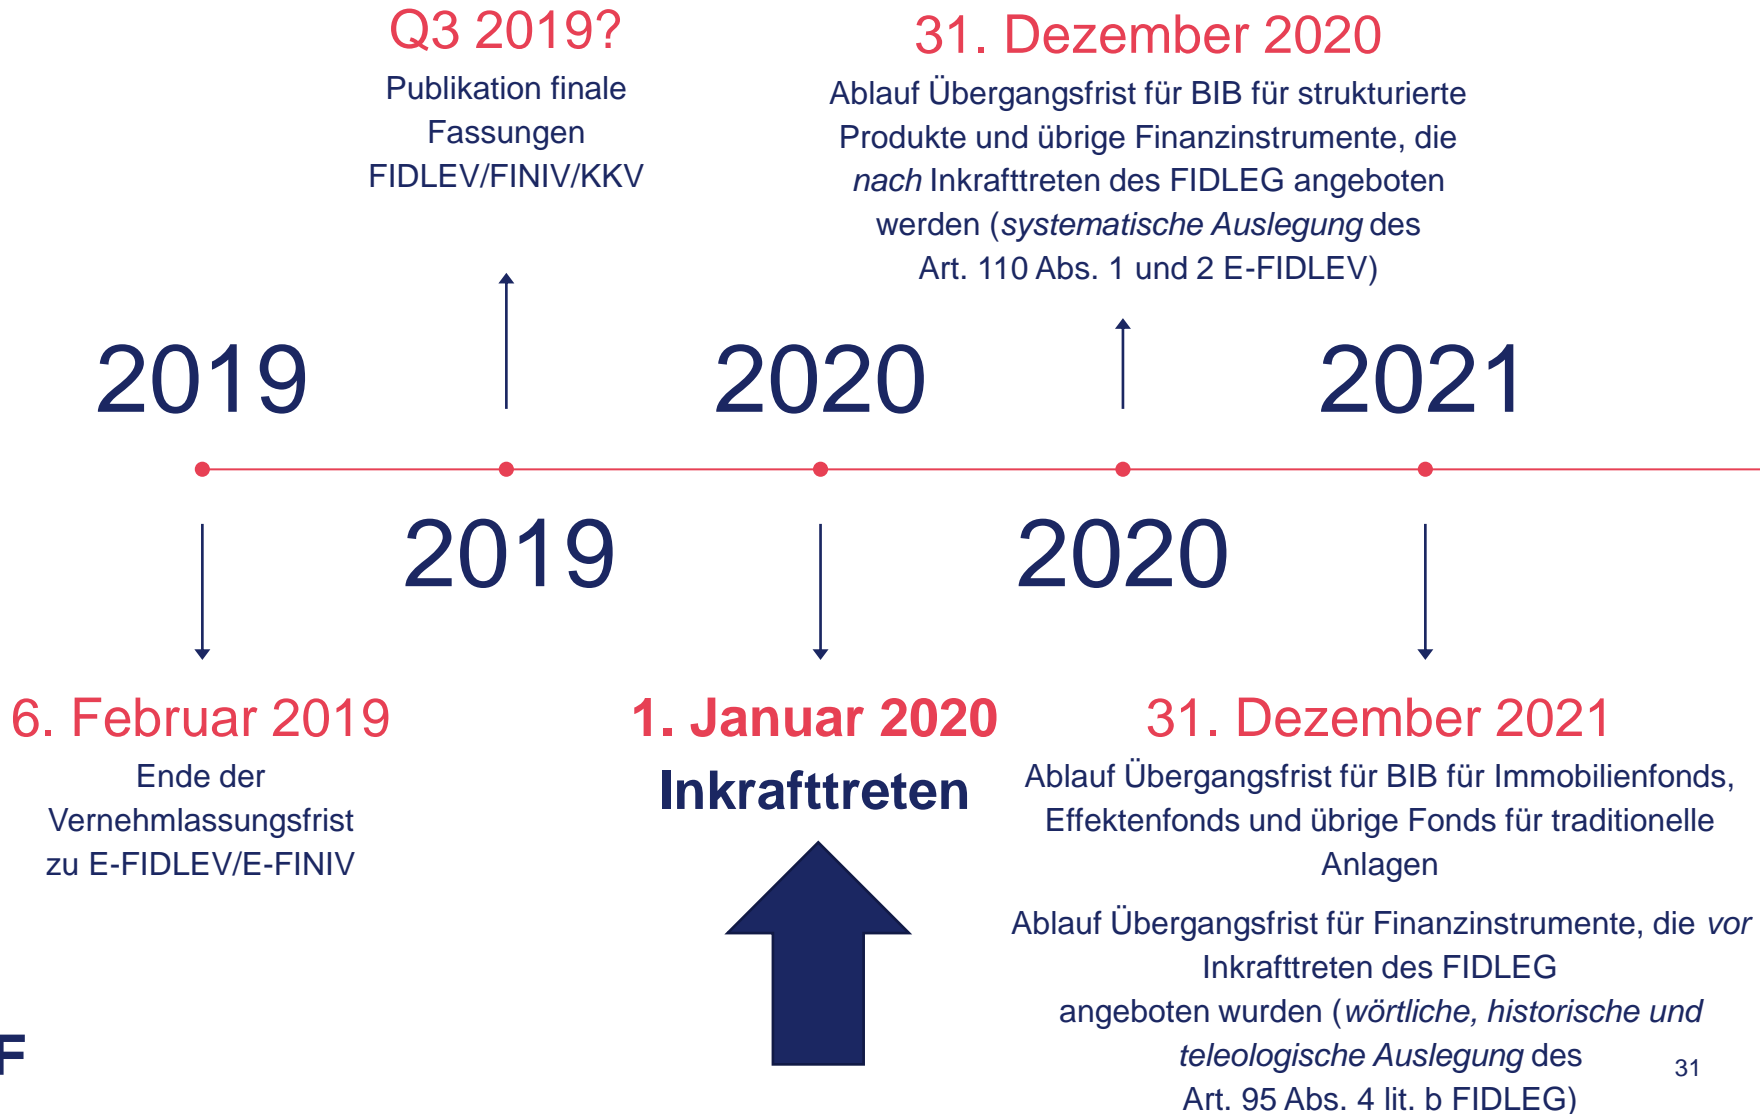 Q3 2019?
Publikation finale
Fassungen
FIDLEV/FINIV/KKV
31. Dezember 2020
Ablauf Übergangsfrist für BIB für strukturierte
Produkte und übrige Finanzinstrumente, die
nach Inkrafttreten des FIDLEG angeboten
werden (systematische Auslegung des
Art. 110 Abs. 1 und 2 E-FIDLEV)
2019
2020
2021
2019
2020
6. Februar 2019
Ende der
Vernehmlassungsfrist
zu E-FIDLEV/E-FINIV
1. Januar 2020
Inkrafttreten
31. Dezember 2021
Ablauf Übergangsfrist für BIB für Immobilienfonds,
Effektenfonds und übrige Fonds für traditionelle
Anlagen
Ablauf Übergangsfrist für Finanzinstrumente, die vor
Inkrafttreten des FIDLEG
angeboten wurden (wörtliche, historische und
teleologische Auslegung des
Art. 95 Abs. 4 lit. b FIDLEG)
F
31